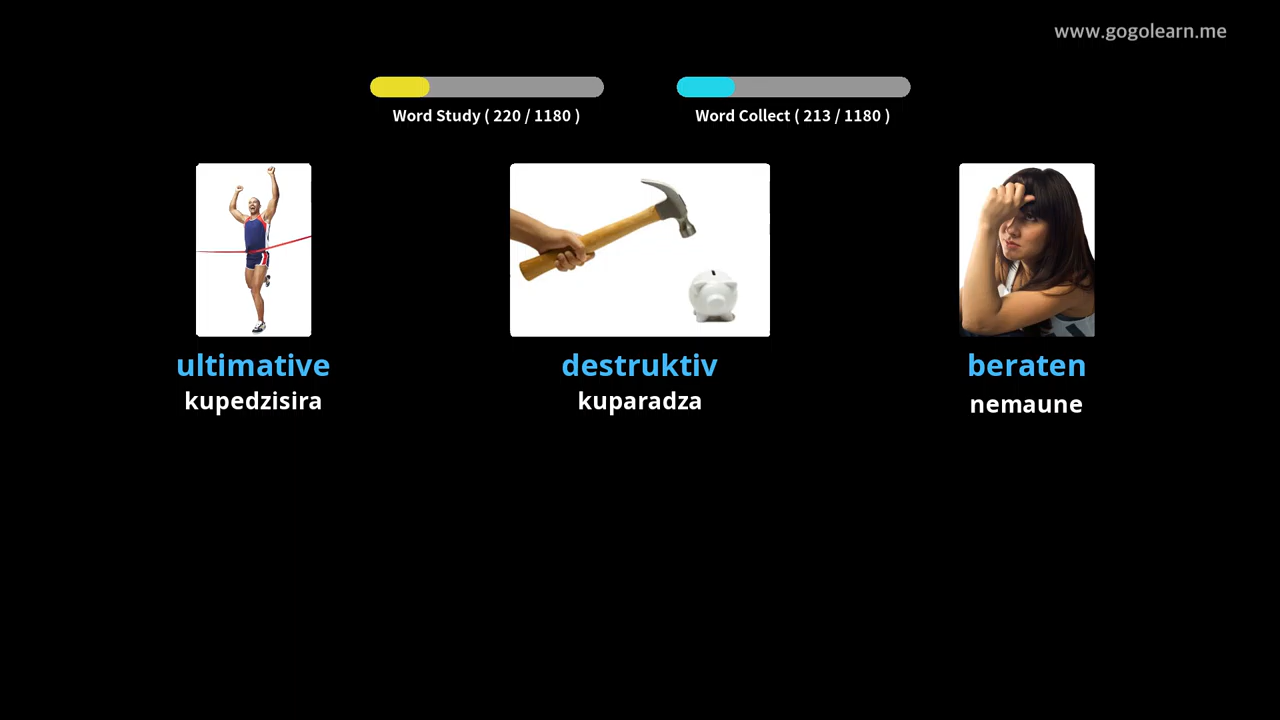 www.gogolearn.me
Word Study ( 220 / 1180 )
Word Collect ( 213 / 1180 )
ultimative
kupedzisira
destruktiv
kuparadza
beraten
nemaune